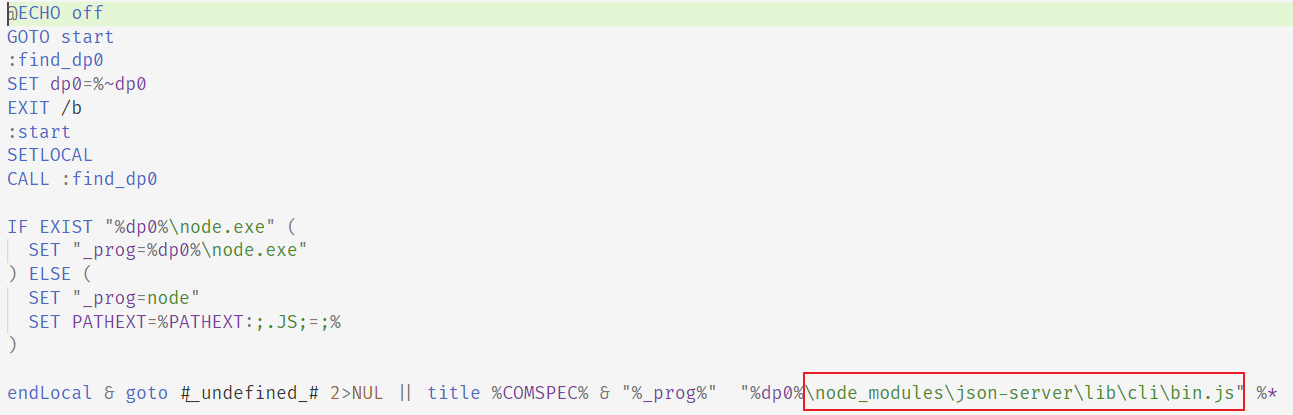 @ECHO off
GOTO start
:find_dp0
SET dp0=%~dp0
EXIT /b
:start
SETLOCAL
CALL :find_dp0
IF EXIST "%dp0%\node.exe" (
SET "_prog=%dp0%\node.exe"
) ELSE (
SET "_prog=node"
SET PATHEXT=%PATHEXT:;.JS;=;%
)
endLocal & goto #_undefined_# 2>NUL || title %COMSPEC% & "%_prog%"  "%dp0%\node_modules\json-server\lib\cli\bin.js" %*